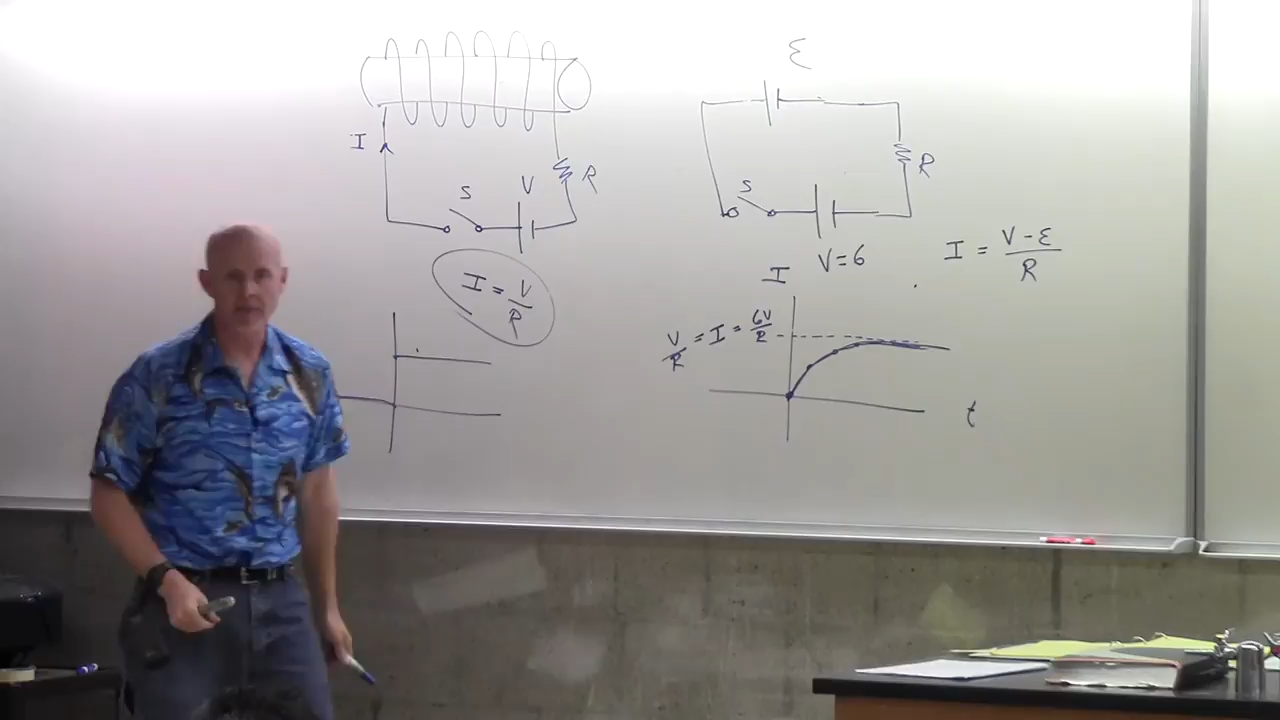 I
S
V
R
I = V/R
ε
S
R
V = 6
I = V - ε / R
I
V/R = I = 6V/R
t